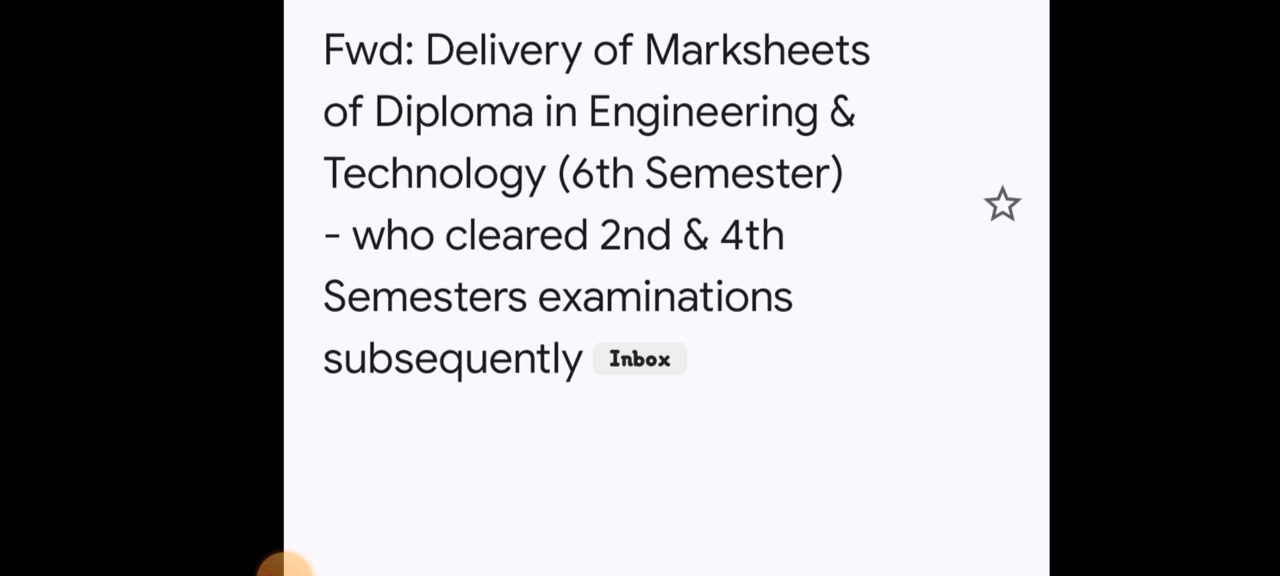 Fwd: Delivery of Marksheets
of Diploma in Engineering &
Technology (6th Semester)
- who cleared 2nd & 4th
Semesters examinations
subsequently Inbox